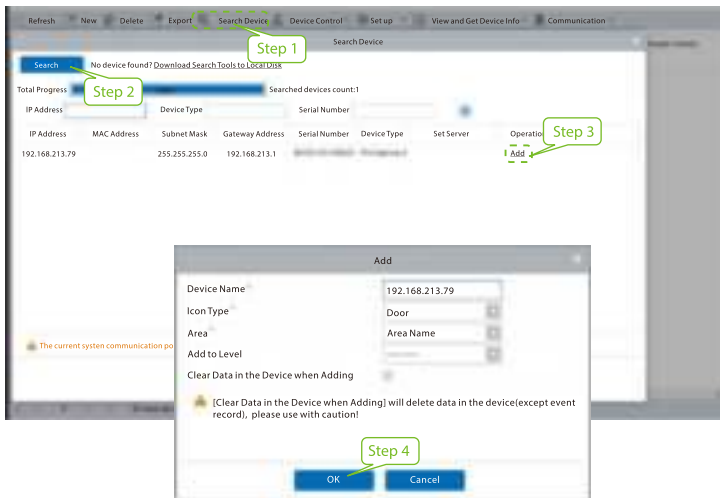 Refresh New Delete Export Search Device Device Control Set up View and Get Device Info Communication
Step 1
Search Device
Search No device found? Download Search Tools to Local Disk
Step 2
Total Progress Searched devices count:1
IP Address Device Type Serial Number
IP Address MAC Address Subnet Mask Gateway Address Serial Number Device Type Set Server Operation
Step 3
192.168.213.79 255.255.255.0 192.168.213.1 Add
Add
Device Name 192.168.213.79
Icon Type Door
Area Area Name
Add to Level
Clear Data in the Device when Adding
The current systen communication po
[Clear Data in the Device when Adding] will delete data in the device(except event
record), please use with caution!
Step 4
OK Cancel